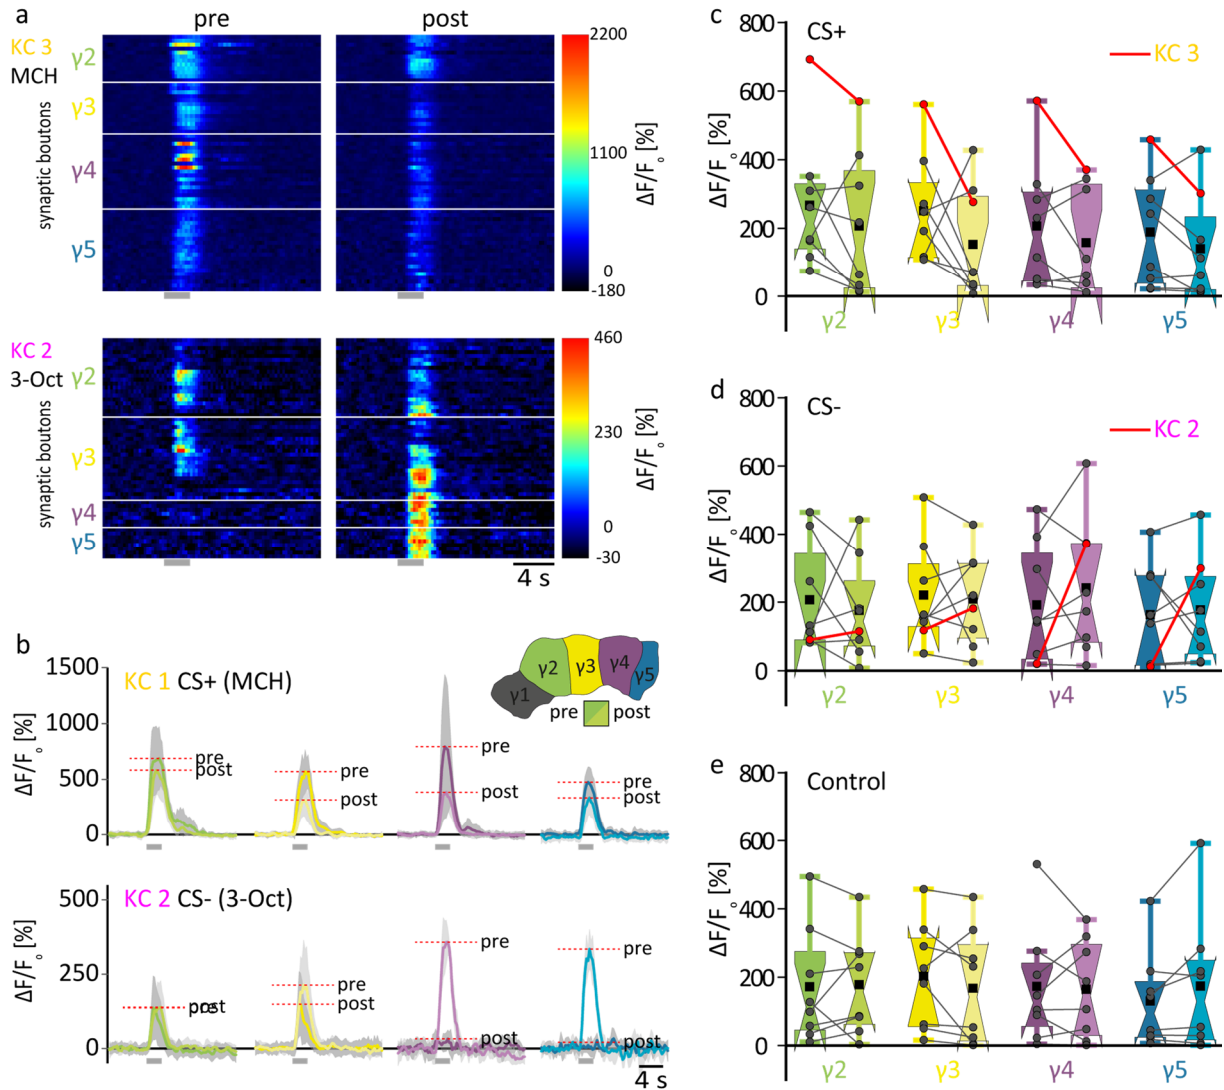 a
pre
post
KC 3
MCH
synaptic boutons
γ2
γ3
γ4
γ5
2200
1100
0
-180
ΔF/F₀ [%]
KC 2
3-Oct
synaptic boutons
γ2
γ3
γ4
γ5
460
230
0
-30
ΔF/F₀ [%]
4 s
b
1500
1000
500
0
ΔF/F₀ [%]
KC 1 CS+ (MCH)
pre
post
pre
post
pre
post
pre
post
γ1
γ2
γ3
γ4
γ5
pre
post
500
250
0
ΔF/F₀ [%]
KC 2 CS- (3-Oct)
pre
post
pre
post
pre
post
pre
post
4 s
c
CS+
KC 3
800
600
400
200
0
ΔF/F₀ [%]
γ2
γ3
γ4
γ5
d
CS-
KC 2
800
600
400
200
0
ΔF/F₀ [%]
γ2
γ3
γ4
γ5
e
Control
800
600
400
200
0
ΔF/F₀ [%]
γ2
γ3
γ4
γ5